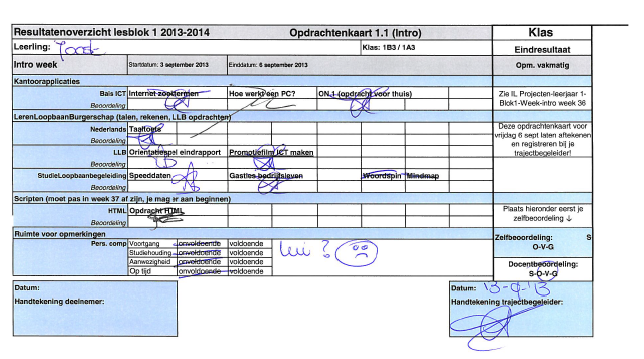 Resultatenoverzicht lesblok 1 2013-2014 Opdrachtenkaart 1.1 (Intro) Klas
Leerling: Joost Klas: 1B3 / 1A3 Eindresultaat
Intro week Startdatum: 3 september 2013 Einddatum: 6 september 2013 Opm. vakmatig
Kantoorapplicaties
Bais ICT Internet zoektermen Hoe werkt een PC? ON 1 (opdracht voor thuis)
Beoordeling
Zie IL Projecten-leerjaar 1-
Blok1-Week-intro week 36
LerenLoopbaanBurgerschap (talen, rekenen, LLB opdrachten)
Nederlands Taaltoets
Beoordeling
LLB Orientatiespel eindrapport Promotiefilm ICT maken
Beoordeling
StudieLoopbaanbegeleiding Speeddaten Gastles bedrijfsleven Woordspin Mindmap
Beoordeling
Deze opdrachtenkaart voor
vrijdag 6 sept laten aftekenen
en registreren bij je
trajectbegeleider!
Scripten (moet pas in week 37 af zijn, je mag er aan beginnen)
HTML Opdracht HTML
Beoordeling
Plaats hieronder eerst je
zelfbeoordeling ↓
Ruimte voor opmerkingen
Pers. comp Voortgang onvoldoende voldoende
Studiehouding onvoldoende voldoende
Aanwezigheid onvoldoende voldoende
Op tijd onvoldoende voldoende
Zelfbeoordeling: S
O-V-G
Docentbeoordeling:
S-O-V-G
Datum:
Handtekening deelnemer:
Datum: 13-9-'13
Handtekening trajectbegeleider: